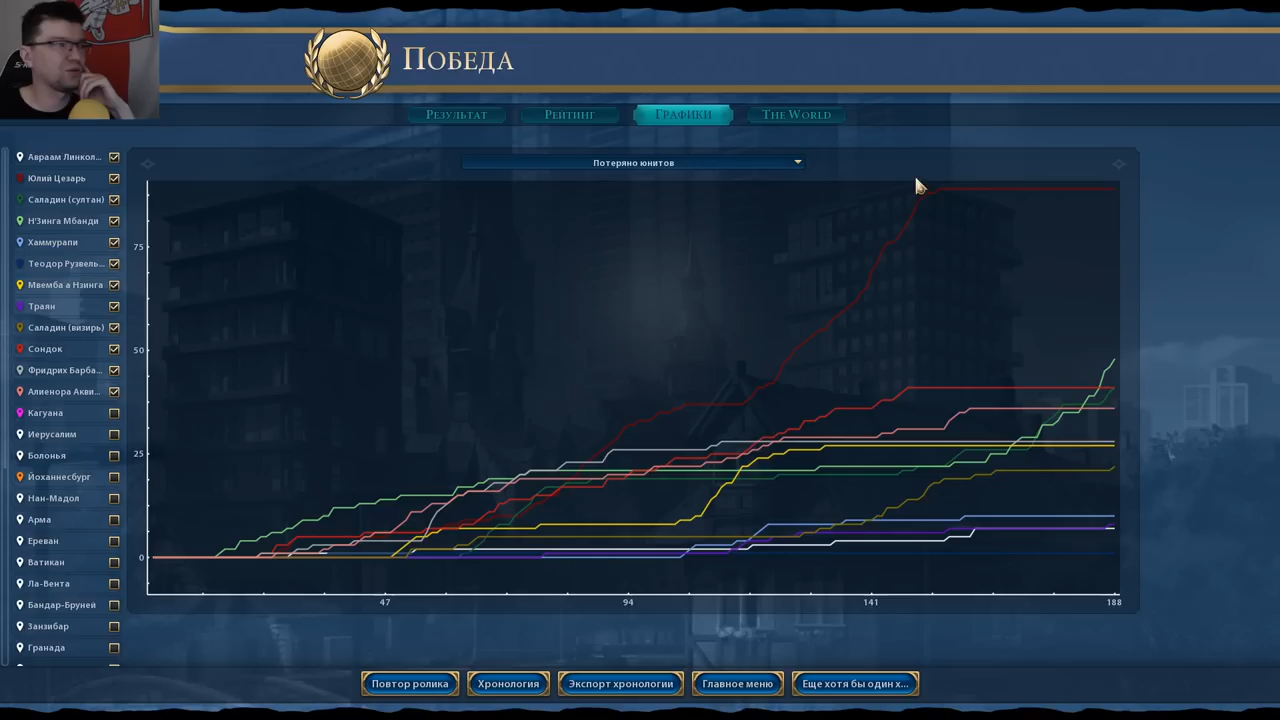 Победа
Результат
Рейтинг
Графики
The World
Потеряно юнитов
Авраам Линкол...
Юлий Цезарь
Саладин (султан)
Н'Зинга Мбанди
Хаммурапи
Теодор Рузвель...
Мвемба а Нзинга
Траян
Саладин (визирь)
Сондок
Фридрих Барба...
Алиенора Акви...
Кагуана
Иерусалим
Болонья
Йоханнесбург
Нан-Мадол
Арма
Ереван
Ватикан
Ла-Вента
Бандар-Бруней
Занзибар
Гранада
75
50
25
0
47
94
141
188
Повтор ролика
Хронология
Экспорт хронологии
Главное меню
Еще хотя бы один х...